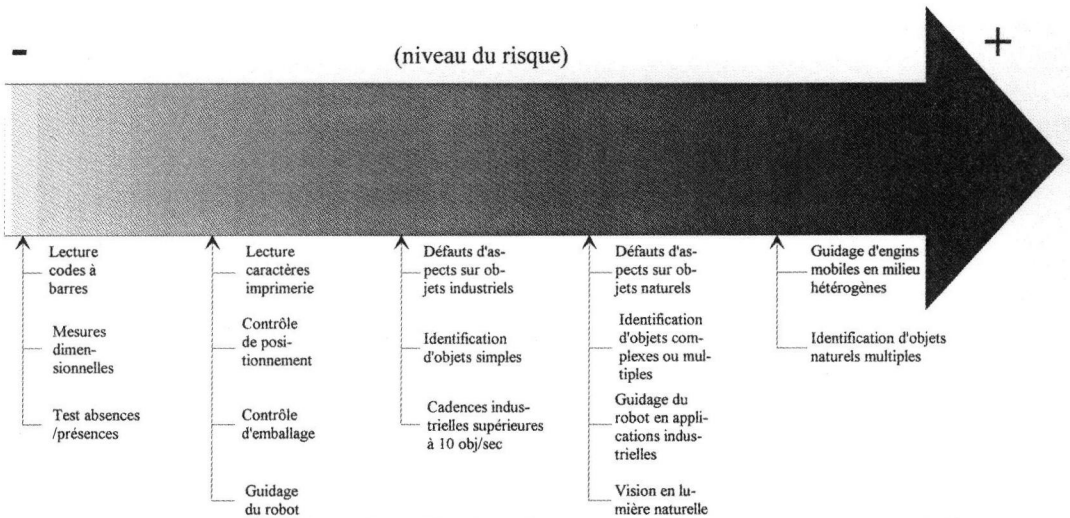 -
(niveau du risque)
+
Lecture
codes à
barres
Mesures
dimen-
sionnelles
Test absences
/présences
Lecture
caractères
imprimerie
Contrôle
de posi-
tionnement
Contrôle
d'emballage
Guidage
du robot
Défauts d'as-
pects sur ob-
jets industriels
Identification
d'objets simples
Cadences indus-
trielles supérieures
à 10 obj/sec
Défauts d'as-
pects sur ob-
jets naturels
Identification
d'objets com-
plexes ou mul-
tiples
Guidage du
robot en appli-
cations indus-
trielles
Vision en lu-
mière naturelle
Guidage d'engins
mobiles en milieu
hétérogènes
Identification d'objets
naturels multiples